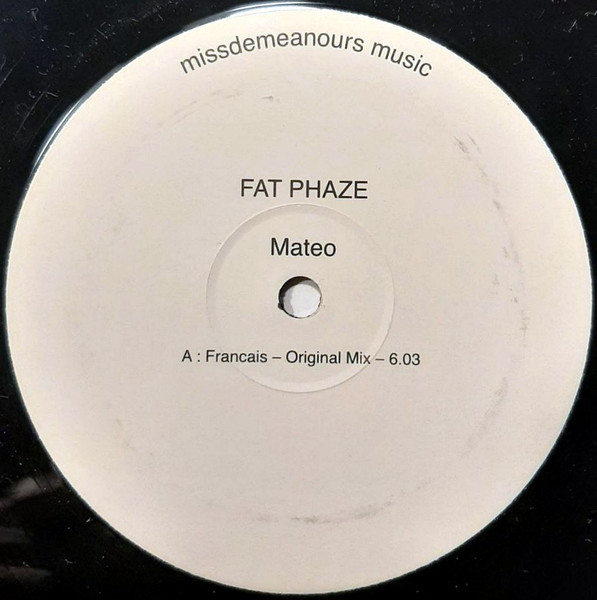 missdemeanours music
FAT PHAZE
Mateo
A : Francais – Original Mix – 6.03